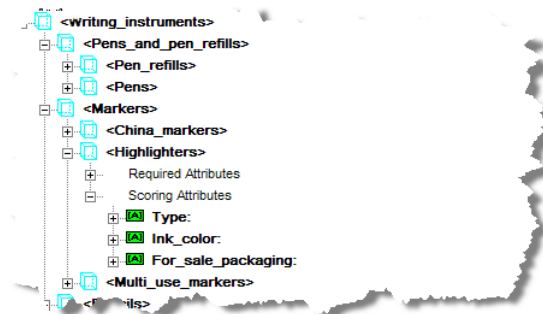 <writing_instruments>
<Pens_and_pen_refills>
<Pen_refills>
<Pens>
<Markers>
<China_markers>
<Highlighters>
Required Attributes
Scoring Attributes
[A] Type:
[A] Ink_color:
[A] For_sale_packaging:
<Multi_use_markers>